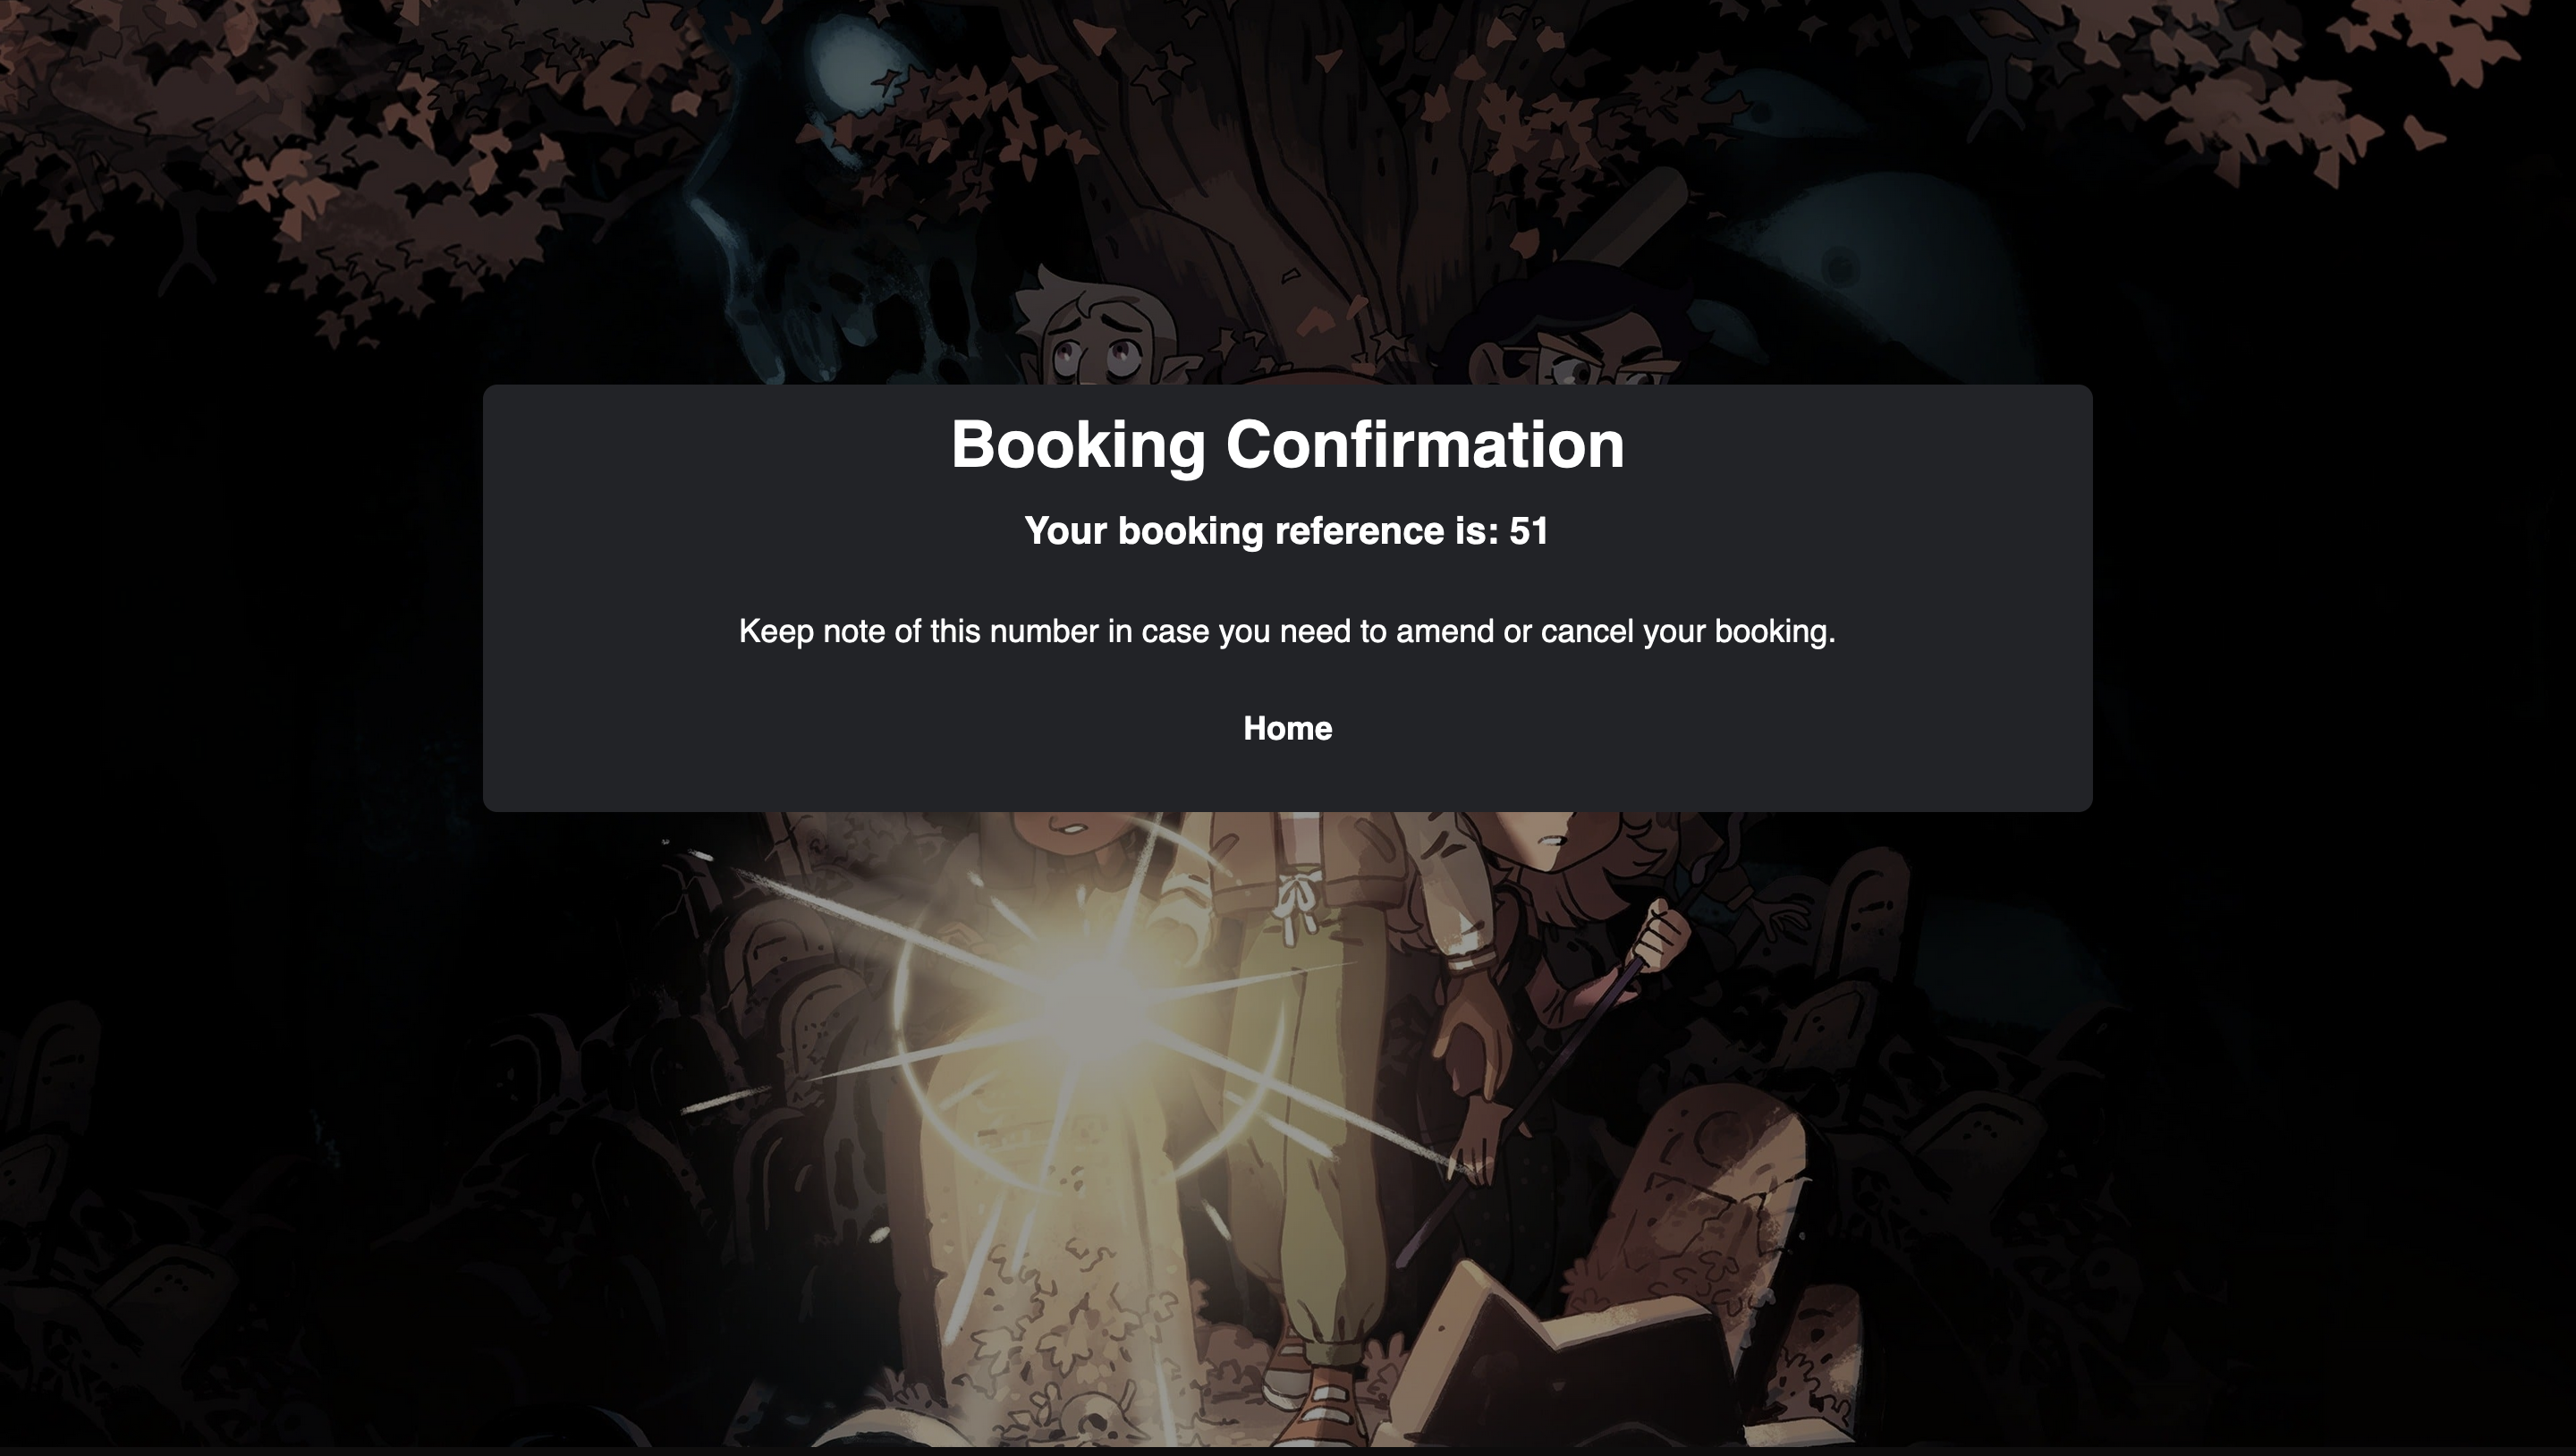 Booking Confirmation
Your booking reference is: 51
Keep note of this number in case you need to amend or cancel your booking.
Home